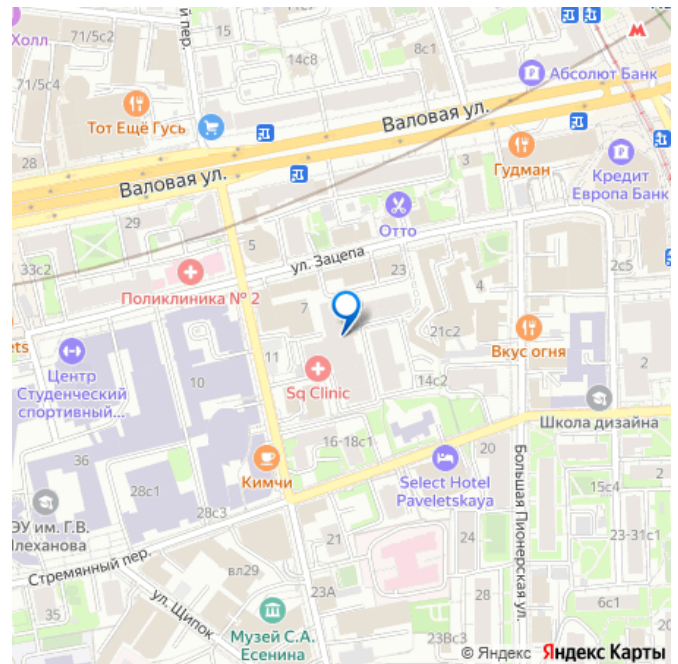 Холл
71/5с2
й пер.
14с8
8с1
Абсолют Банк
71/5с4
Тот Ещё Гусь
Валовая ул.
28
Гудман
3
Кредит
Европа Банк
Валовая ул.
29
Отто
5
ул. Зацепа
33с2
23
2с5
Поликлиника № 2
4
7
21с2
ets
Вкус огня
11
Центр
Студенческий
спортивный...
Sq Clinic
2
10
14с2
Школа дизайна
16-18с1
36
20
Кимчи
Select Hotel
Paveletskaya
28с1
Большая Пионерская ул.
2
15с4
28с3
ЭУ им. Г.В.
Плеханова
21
23-31с1
Стремянный пер.
вл29
ул. Щипок
23А
28
6с1
35
Музей С.А.
Есенина
23Вс3
© Яндекс Яндекс Карты